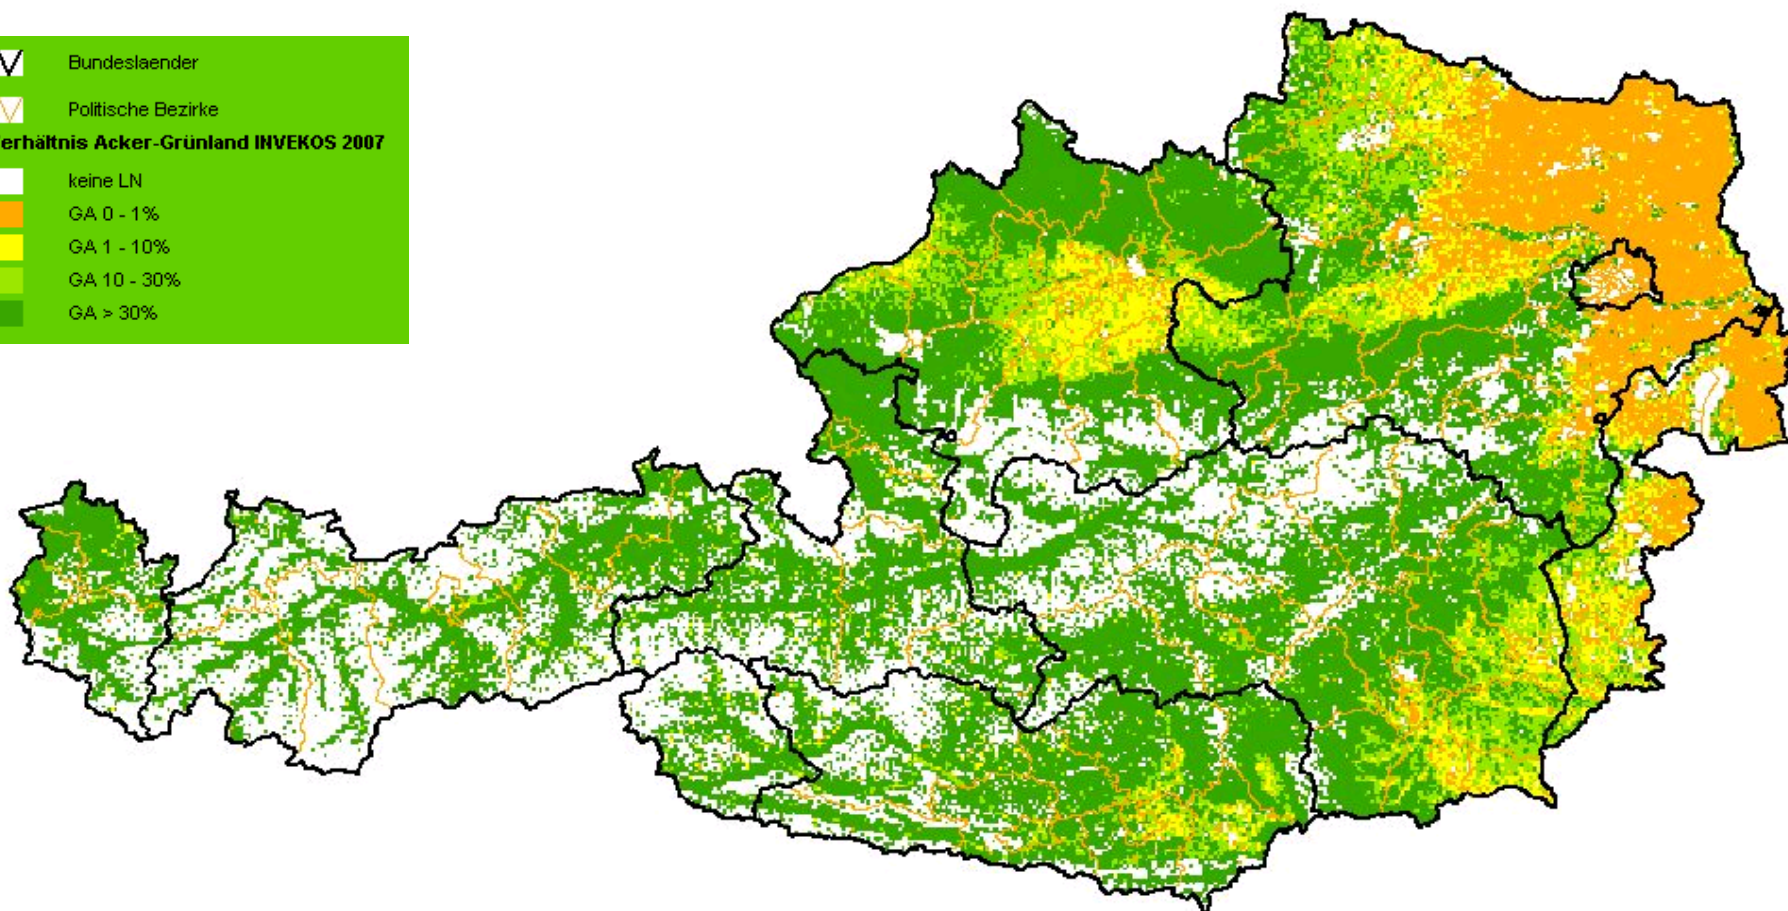 Bundeslaender
Politische Bezirke
erhältnis Acker-Grünland INVEKOS 2007
keine LN
GA 0 - 1%
GA 1 - 10%
GA 10 - 30%
GA > 30%